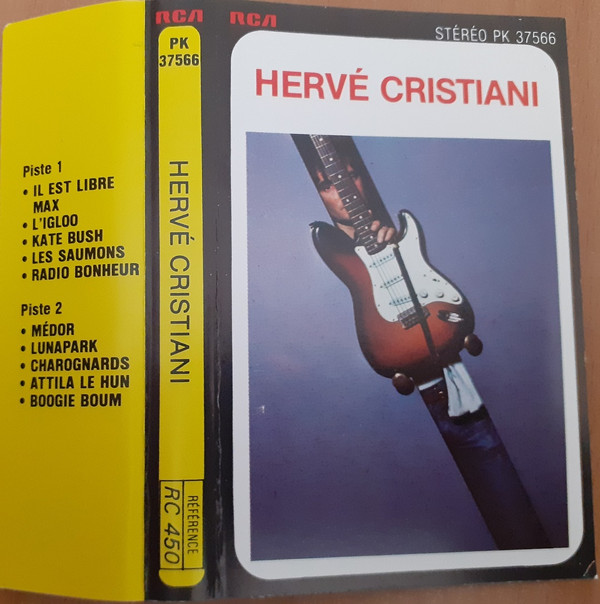 Piste 1
• IL EST LIBRE
MAX
• L'IGLOO
• KATE BUSH
• LES SAUMONS
• RADIO BONHEUR
Piste 2
• MÉDOR
• LUNAPARK
• CHAROGNARDS
• ATTILA LE HUN
• BOOGIE BOUM
RCA
PK
37566
HERVÉ CRISTIANI
RÉFÉRENCE
RC 450
RCA
STÉRÉO PK 37566
HERVÉ CRISTIANI